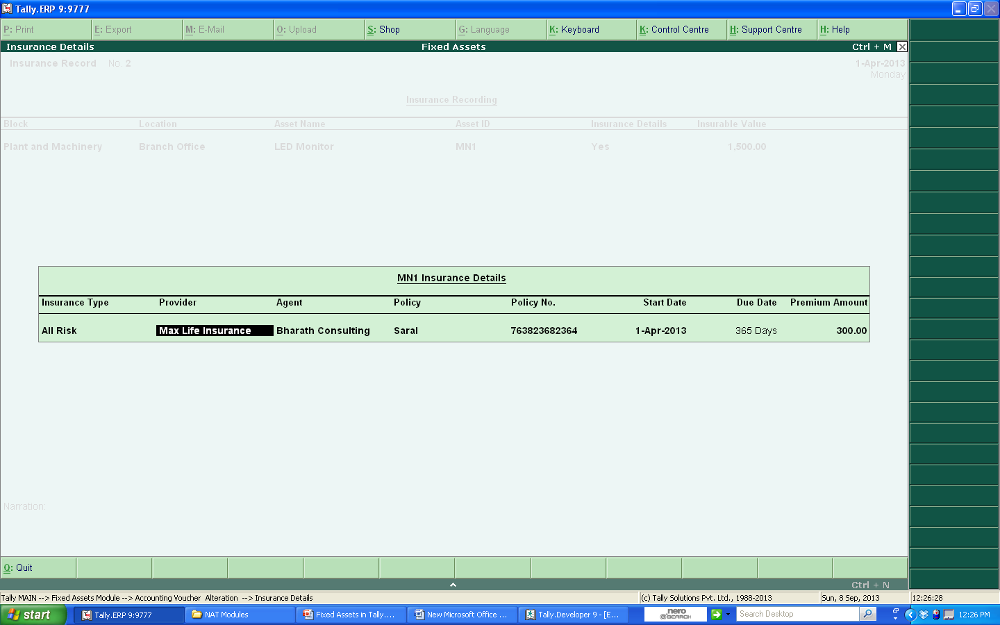 Tally.ERP 9:9777
P: Print E: Export M: E-Mail O: Upload S: Shop G: Language K: Keyboard K: Control Centre H: Support Centre H: Help
Insurance Details Fixed Assets Ctrl + M
Insurance Record No. 2 1-Apr-2013
Monday
Insurance Recording
Block Location Asset Name Asset ID Insurance Details Insurable Value
Plant and Machinery Branch Office LED Monitor MN1 Yes 1,500.00
MN1 Insurance Details
Insurance Type Provider Agent Policy Policy No. Start Date Due Date Premium Amount
All Risk Max Life Insurance Bharath Consulting Saral 763823682364 1-Apr-2013 365 Days 300.00
Narration:
Q: Quit
Ctrl + N
Tally MAIN --> Fixed Assets Module --> Accounting Voucher Alteration --> Insurance Details (c) Tally Solutions Pvt. Ltd., 1988-2013 Sun, 8 Sep, 2013 12:26:28
start Tally.ERP 9:9777 NAT Modules Fixed Assets in Tally.... New Microsoft Office ... Tally.Developer 9 - [E... nero SEARCH Search Desktop 12:26 PM